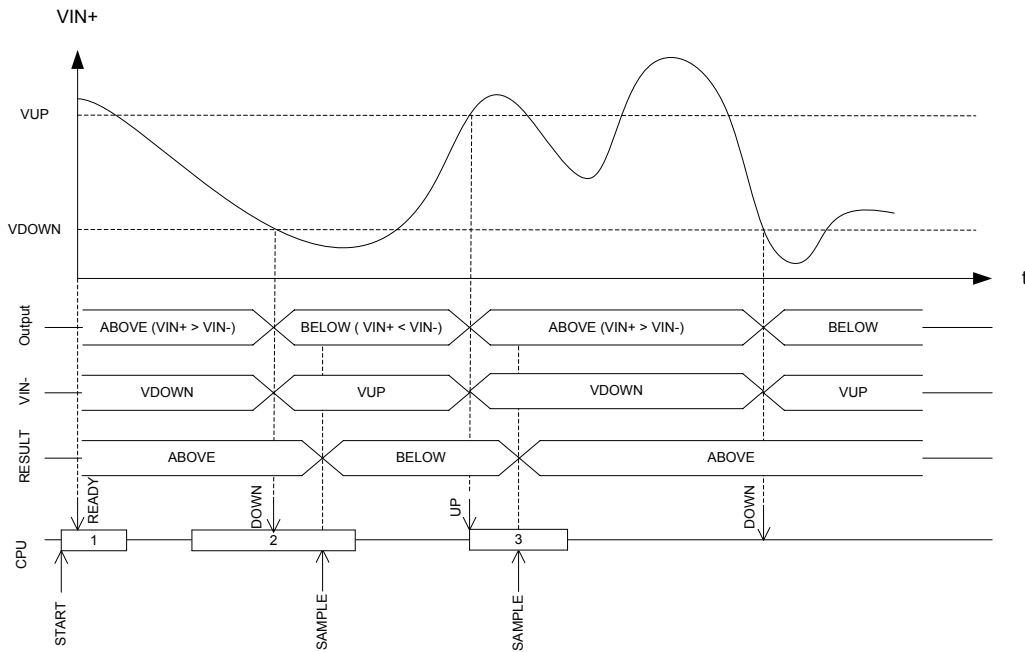 VIN+
VUP
VDOWN
t
Output
ABOVE (VIN+ > VIN-)
BELOW ( VIN+ < VIN-)
ABOVE (VIN+ > VIN-)
BELOW
VIN-
VDOWN
VUP
VDOWN
VUP
RESULT
ABOVE
BELOW
ABOVE
READY
DOWN
UP
DOWN
CPU
1
2
3
START
SAMPLE
SAMPLE